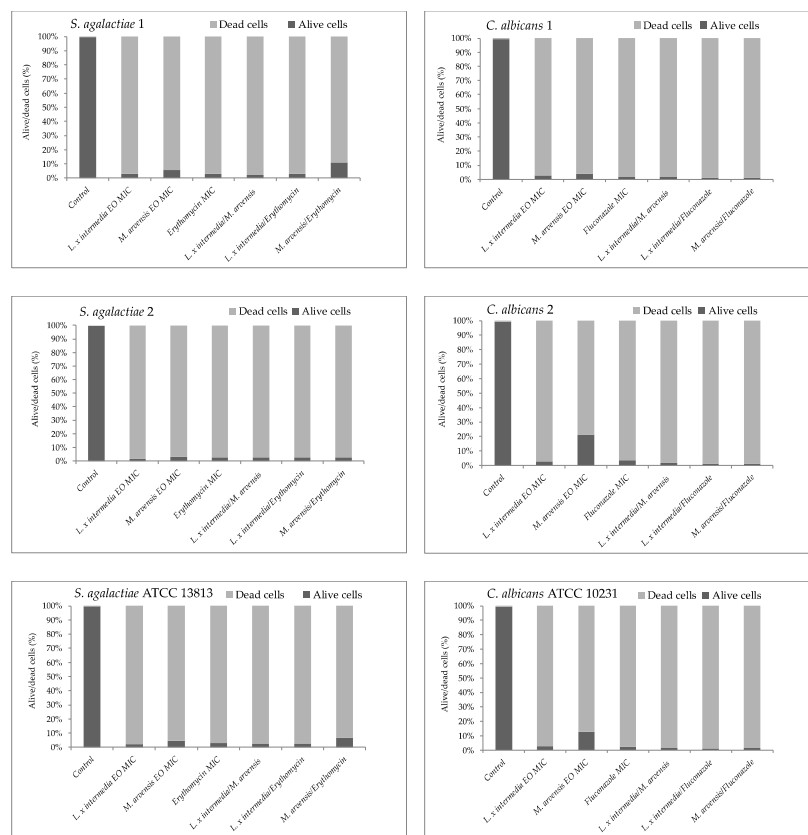 S. agalactiae 1
Dead cells Alive cells
Alive/dead cells (%)
100%
90%
80%
70%
60%
50%
40%
30%
20%
10%
0%
Control
L. x intermedia EO MIC
M. arvensis EO MIC
Erythomycin MIC
L. x intermedia/M. arvensis
L. x intermedia/Erythomycin
M. arvensis/Erythomycin
C. albicans 1
Dead cells Alive cells
Alive/dead cells (%)
100%
90%
80%
70%
60%
50%
40%
30%
20%
10%
0%
Control
L. x intermedia EO MIC
M. arvensis EO MIC
Fluconazole MIC
L. x intermedia/M. arvensis
L. x intermedia/Fluconazole
M. arvensis/Fluconazole
S. agalactiae 2
Dead cells Alive cells
Alive/dead cells (%)
100%
90%
80%
70%
60%
50%
40%
30%
20%
10%
0%
Control
L. x intermedia EO MIC
M. arvensis EO MIC
Erythomycin MIC
L. x intermedia/M. arvensis
L. x intermedia/Erythomycin
M. arvensis/Erythomycin
C. albicans 2
Dead cells Alive cells
Alive/dead cells (%)
100%
90%
80%
70%
60%
50%
40%
30%
20%
10%
0%
Control
L. x intermedia EO MIC
M. arvensis EO MIC
Fluconazole MIC
L. x intermedia/M. arvensis
L. x intermedia/Fluconazole
M. arvensis/Fluconazole
S. agalactiae ATCC 13813
Dead cells Alive cells
Alive/dead cells (%)
100%
90%
80%
70%
60%
50%
40%
30%
20%
10%
0%
Control
L. x intermedia EO MIC
M. arvensis EO MIC
Erythomycin MIC
L. x intermedia/M. arvensis
L. x intermedia/Erythomycin
M. arvensis/Erythomycin
C. albicans ATCC 10231
Dead cells Alive cells
Alive/dead cells (%)
100%
90%
80%
70%
60%
50%
40%
30%
20%
10%
0%
Control
L. x intermedia EO MIC
M. arvensis EO MIC
Fluconazole MIC
L. x intermedia/M. arvensis
L. x intermedia/Fluconazole
M. arvensis/Fluconazole